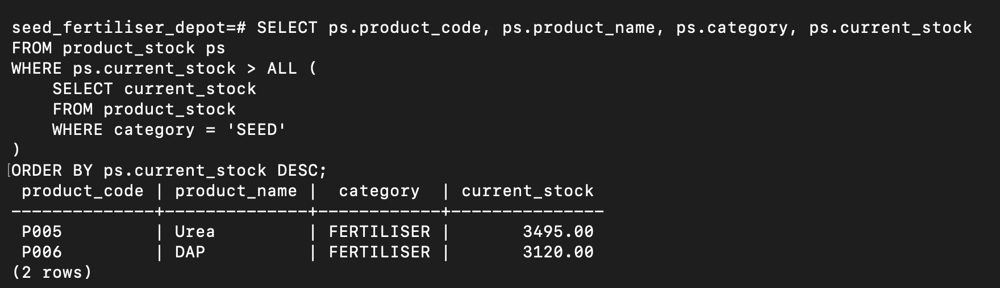 seed_fertiliser_depot=# SELECT ps.product_code, ps.product_name, ps.category, ps.current_stock
FROM product_stock ps
WHERE ps.current_stock > ALL (
    SELECT current_stock
    FROM product_stock
    WHERE category = 'SEED'
)
[ORDER BY ps.current_stock DESC;
 product_code | product_name |  category  | current_stock
--------------+--------------+------------+---------------
 P005         | Urea         | FERTILISER |       3495.00
 P006         | DAP          | FERTILISER |       3120.00
(2 rows)